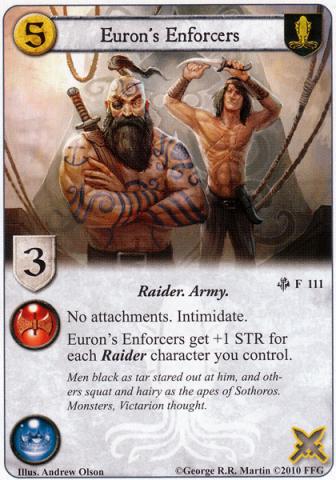 5
Euron's Enforcers
3
F 111
Raider. Army.
No attachments. Intimidate.
Euron's Enforcers get +1 STR for
each Raider character you control.
Men black as tar stared out at him, and oth-
ers squat and hairy as the apes of Sothoros.
Monsters, Victarion thought.
Illus. Andrew Olson
©George R.R. Martin ©2010 FFG